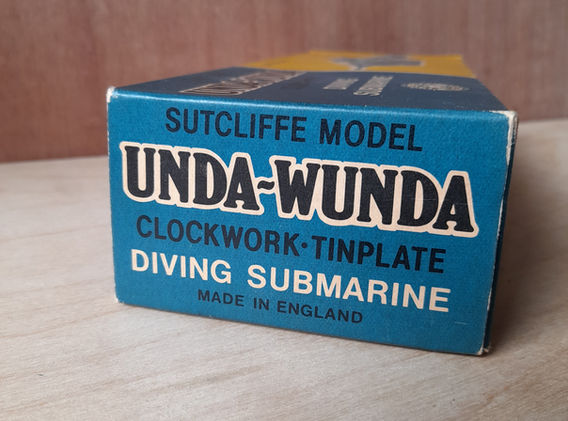 SUTCLIFFE MODEL
UNDA~WUNDA
CLOCKWORK·TINPLATE
DIVING SUBMARINE
MADE IN ENGLAND